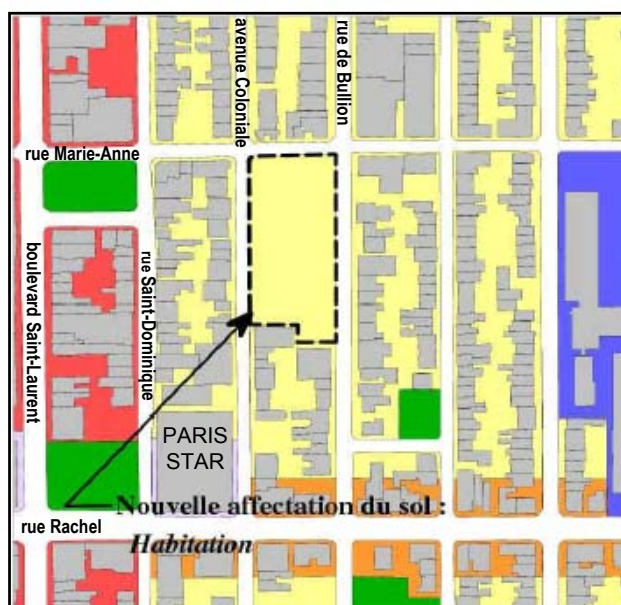 avenue Coloniale
rue de Bullion
rue Marie-Anne
boulevard Saint-Laurent
rue Saint-Dominique
PARIS
STAR
Nouvelle affectation du sol :
Habitation
rue Rachel